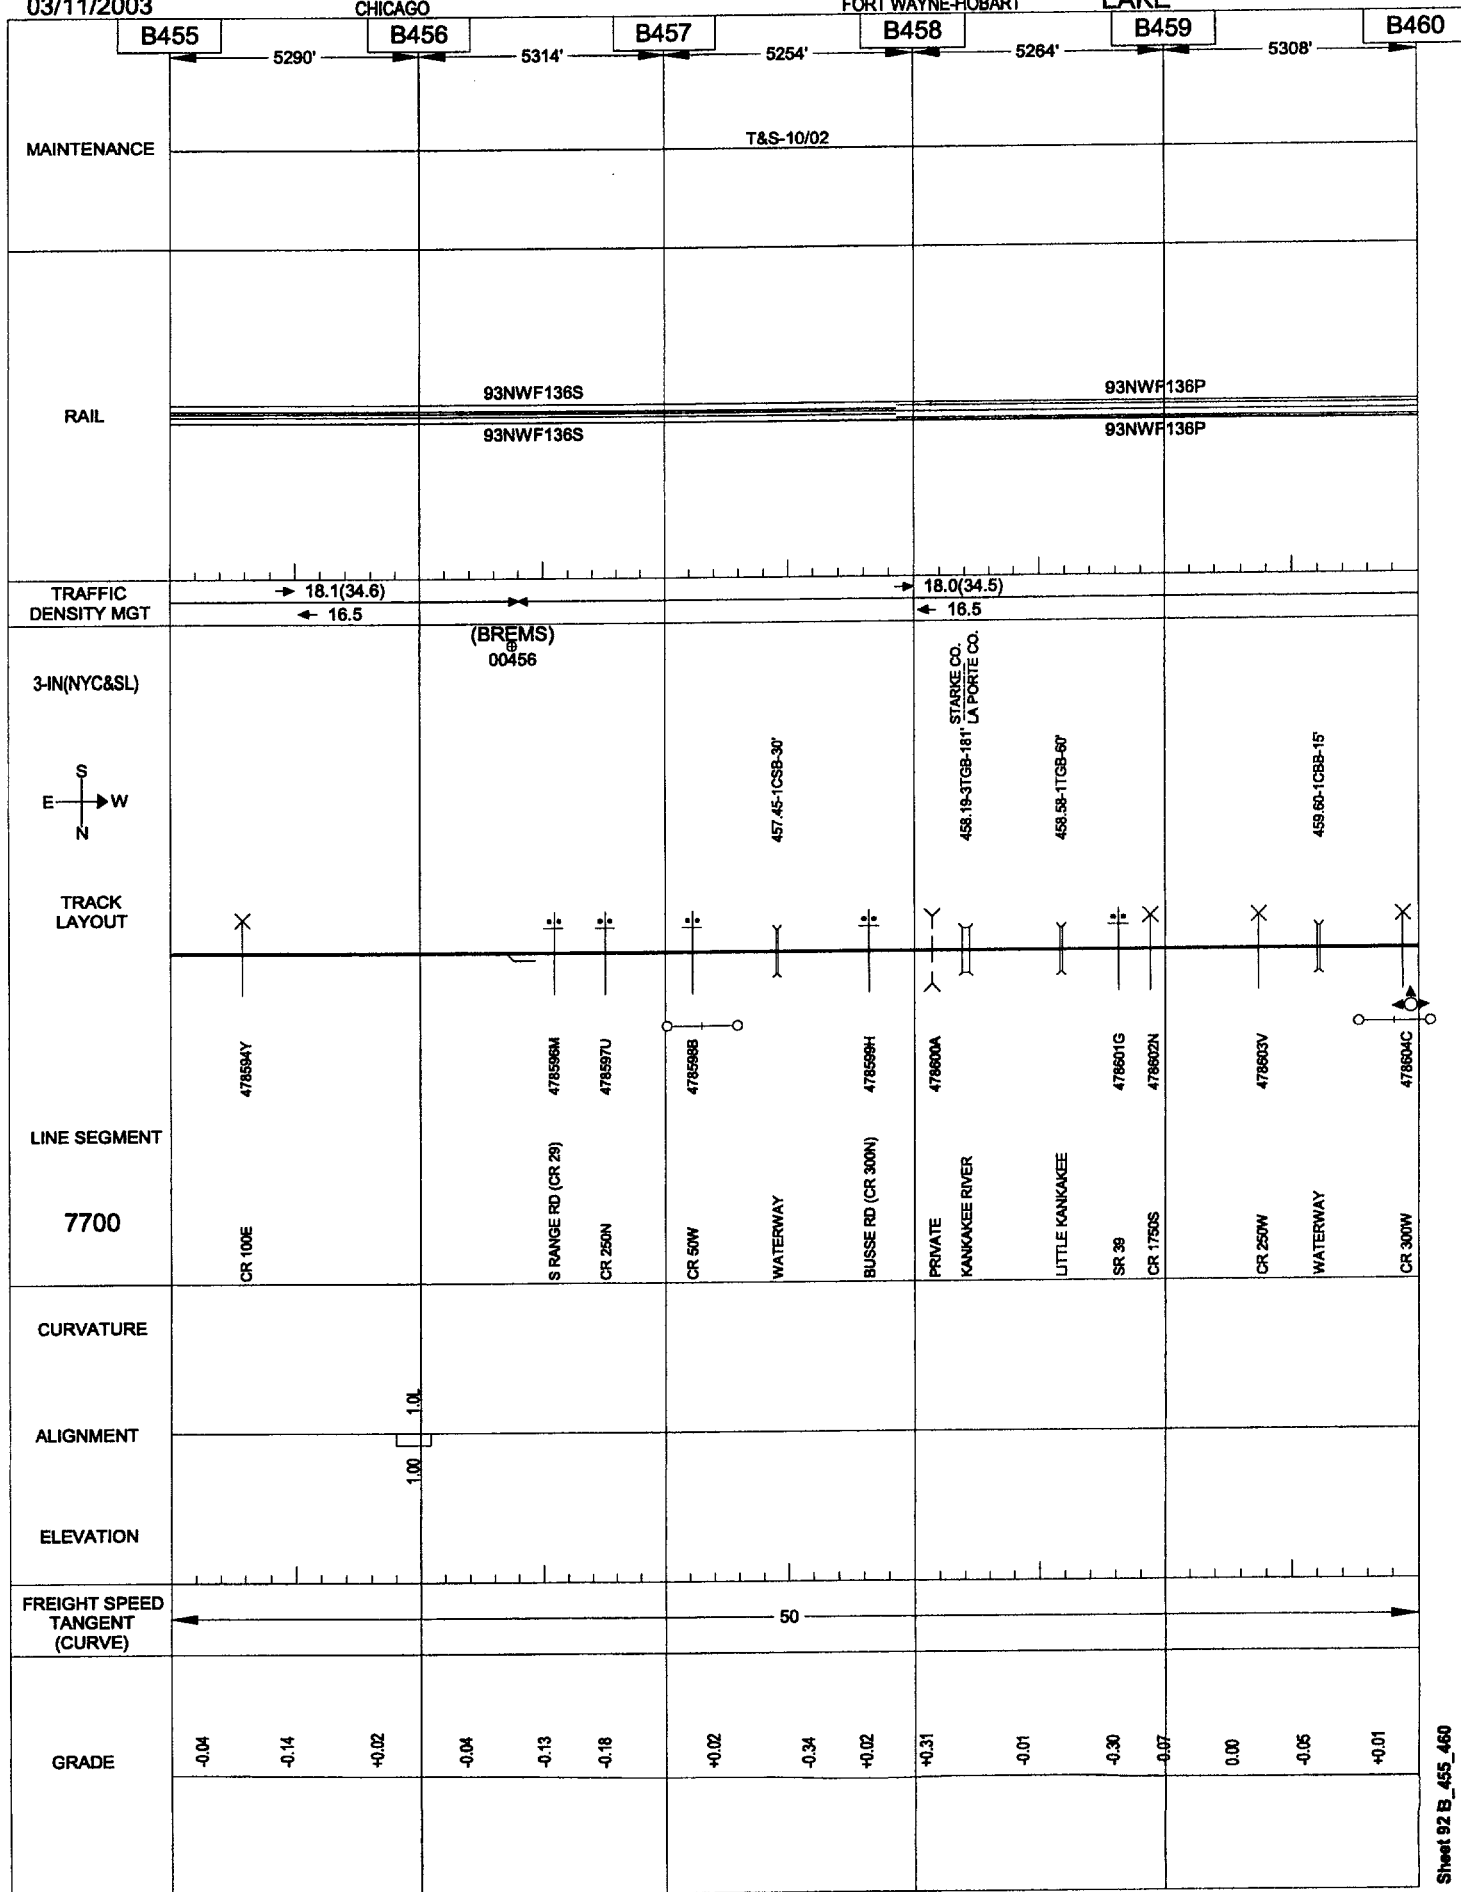 03/11/2003
CHICAGO
FORT WAYNE-HOBART
LAKE
B455
B456
B457
B458
B459
B460
5290'
5314'
5254'
5264'
5308'
MAINTENANCE
T&S-10/02
RAIL
93NWF136S
93NWF136P
93NWF136S
93NWF136P
TRAFFIC
DENSITY MGT
18.1(34.6)
16.5
18.0(34.5)
16.5
(BREMS)
00456
3-IN(NYC&SL)
S
E
W
N
457.45-1CSB-30'
458.19-3TGB-181'
STARKE CO.
LA PORTE CO.
458.58-1TGB-60'
459.60-1CBB-15'
TRACK
LAYOUT
478594Y
478596M
478597U
478598B
478599H
478600A
478601G
478602N
478603V
478604C
LINE SEGMENT
7700
CR 100E
S RANGE RD (CR 29)
CR 250N
CR 50W
WATERWAY
BUSSE RD (CR 300N)
PRIVATE
KANKAKEE RIVER
LITTLE KANKAKEE
SR 39
CR 1750S
CR 250W
WATERWAY
CR 300W
CURVATURE
1.0L
ALIGNMENT
1.00
ELEVATION
FREIGHT SPEED
TANGENT
(CURVE)
50
GRADE
-0.04
-0.14
+0.02
-0.04
-0.13
-0.18
+0.02
-0.34
+0.02
+0.31
-0.01
-0.30
-0.07
0.00
-0.05
+0.01
Sheet 92 B_455_460